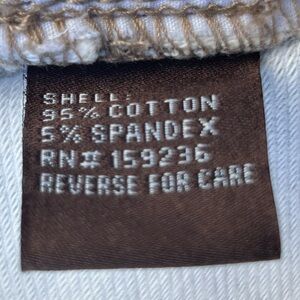 SHELL:
95% COTTON
5% SPANDEX
RN# 159236
REVERSE FOR CARE